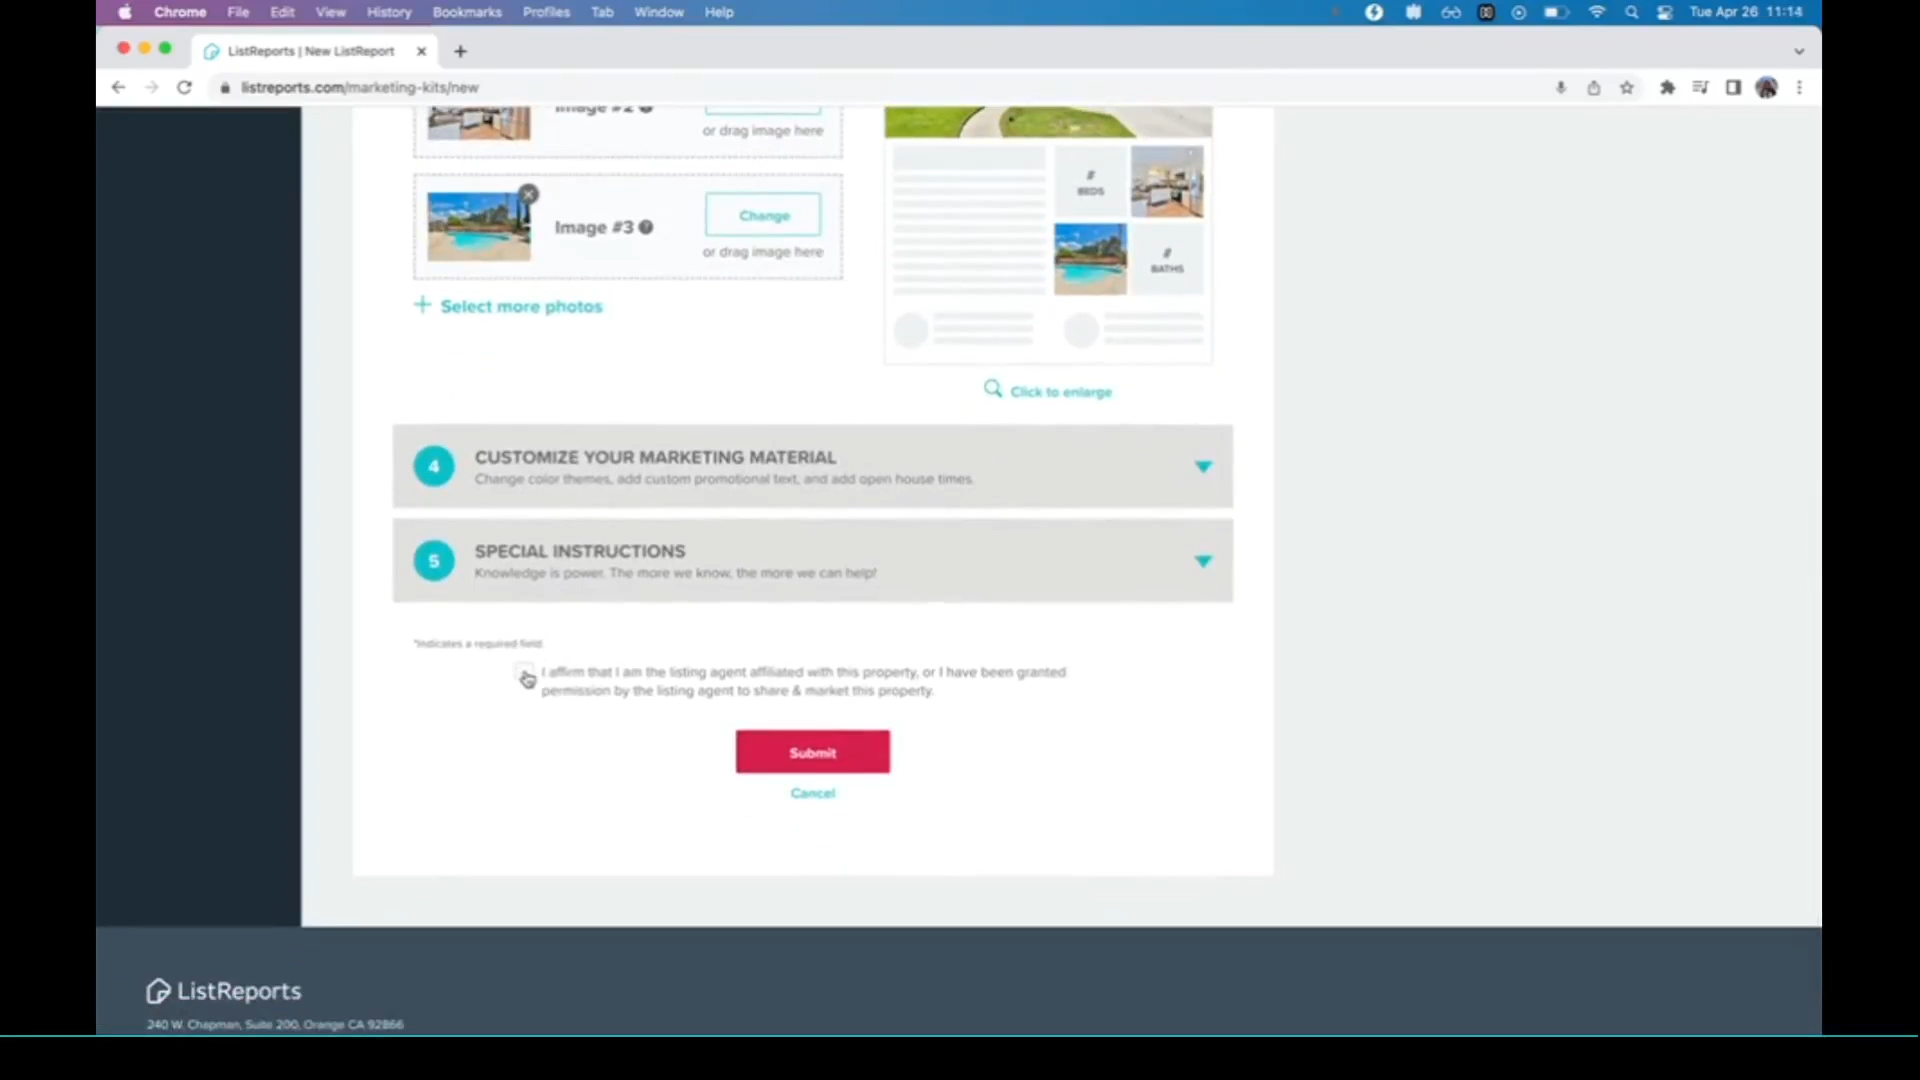 Chrome File Edit View History Bookmarks Profiles Tab Window Help Tue Apr 26 11:14
ListReports | New ListReport
listreports.com/marketing-kits/new
Image #2
or drag image here
Image #3
Change
or drag image here
Select more photos
#
BEDS
#
BATHS
Click to enlarge
4
CUSTOMIZE YOUR MARKETING MATERIAL
Change color themes, add custom promotional text, and add open house times.
5
SPECIAL INSTRUCTIONS
Knowledge is power. The more we know, the more we can help!
*Indicates a required field.
I affirm that I am the listing agent affiliated with this property, or I have been granted
permission by the listing agent to share & market this property.
Submit
Cancel
ListReports
240 W. Chapman, Suite 200, Orange CA 92866